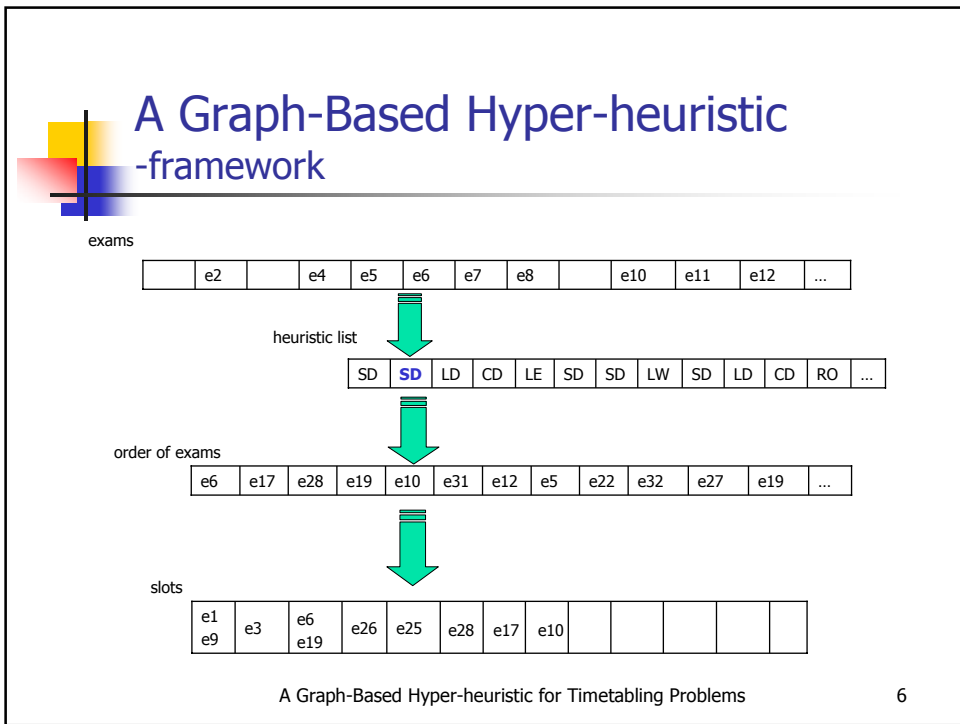 A Graph-Based Hyper-heuristic
-framework
exams
e2 e4 e5 e6 e7 e8 e10 e11 e12 ...
heuristic list
SD SD LD CD LE SD SD LW SD LD CD RO ...
order of exams
e6 e17 e28 e19 e10 e31 e12 e5 e22 e32 e27 e19 ...
slots
e1 e9 e3 e6 e19 e26 e25 e28 e17 e10
A Graph-Based Hyper-heuristic for Timetabling Problems 6